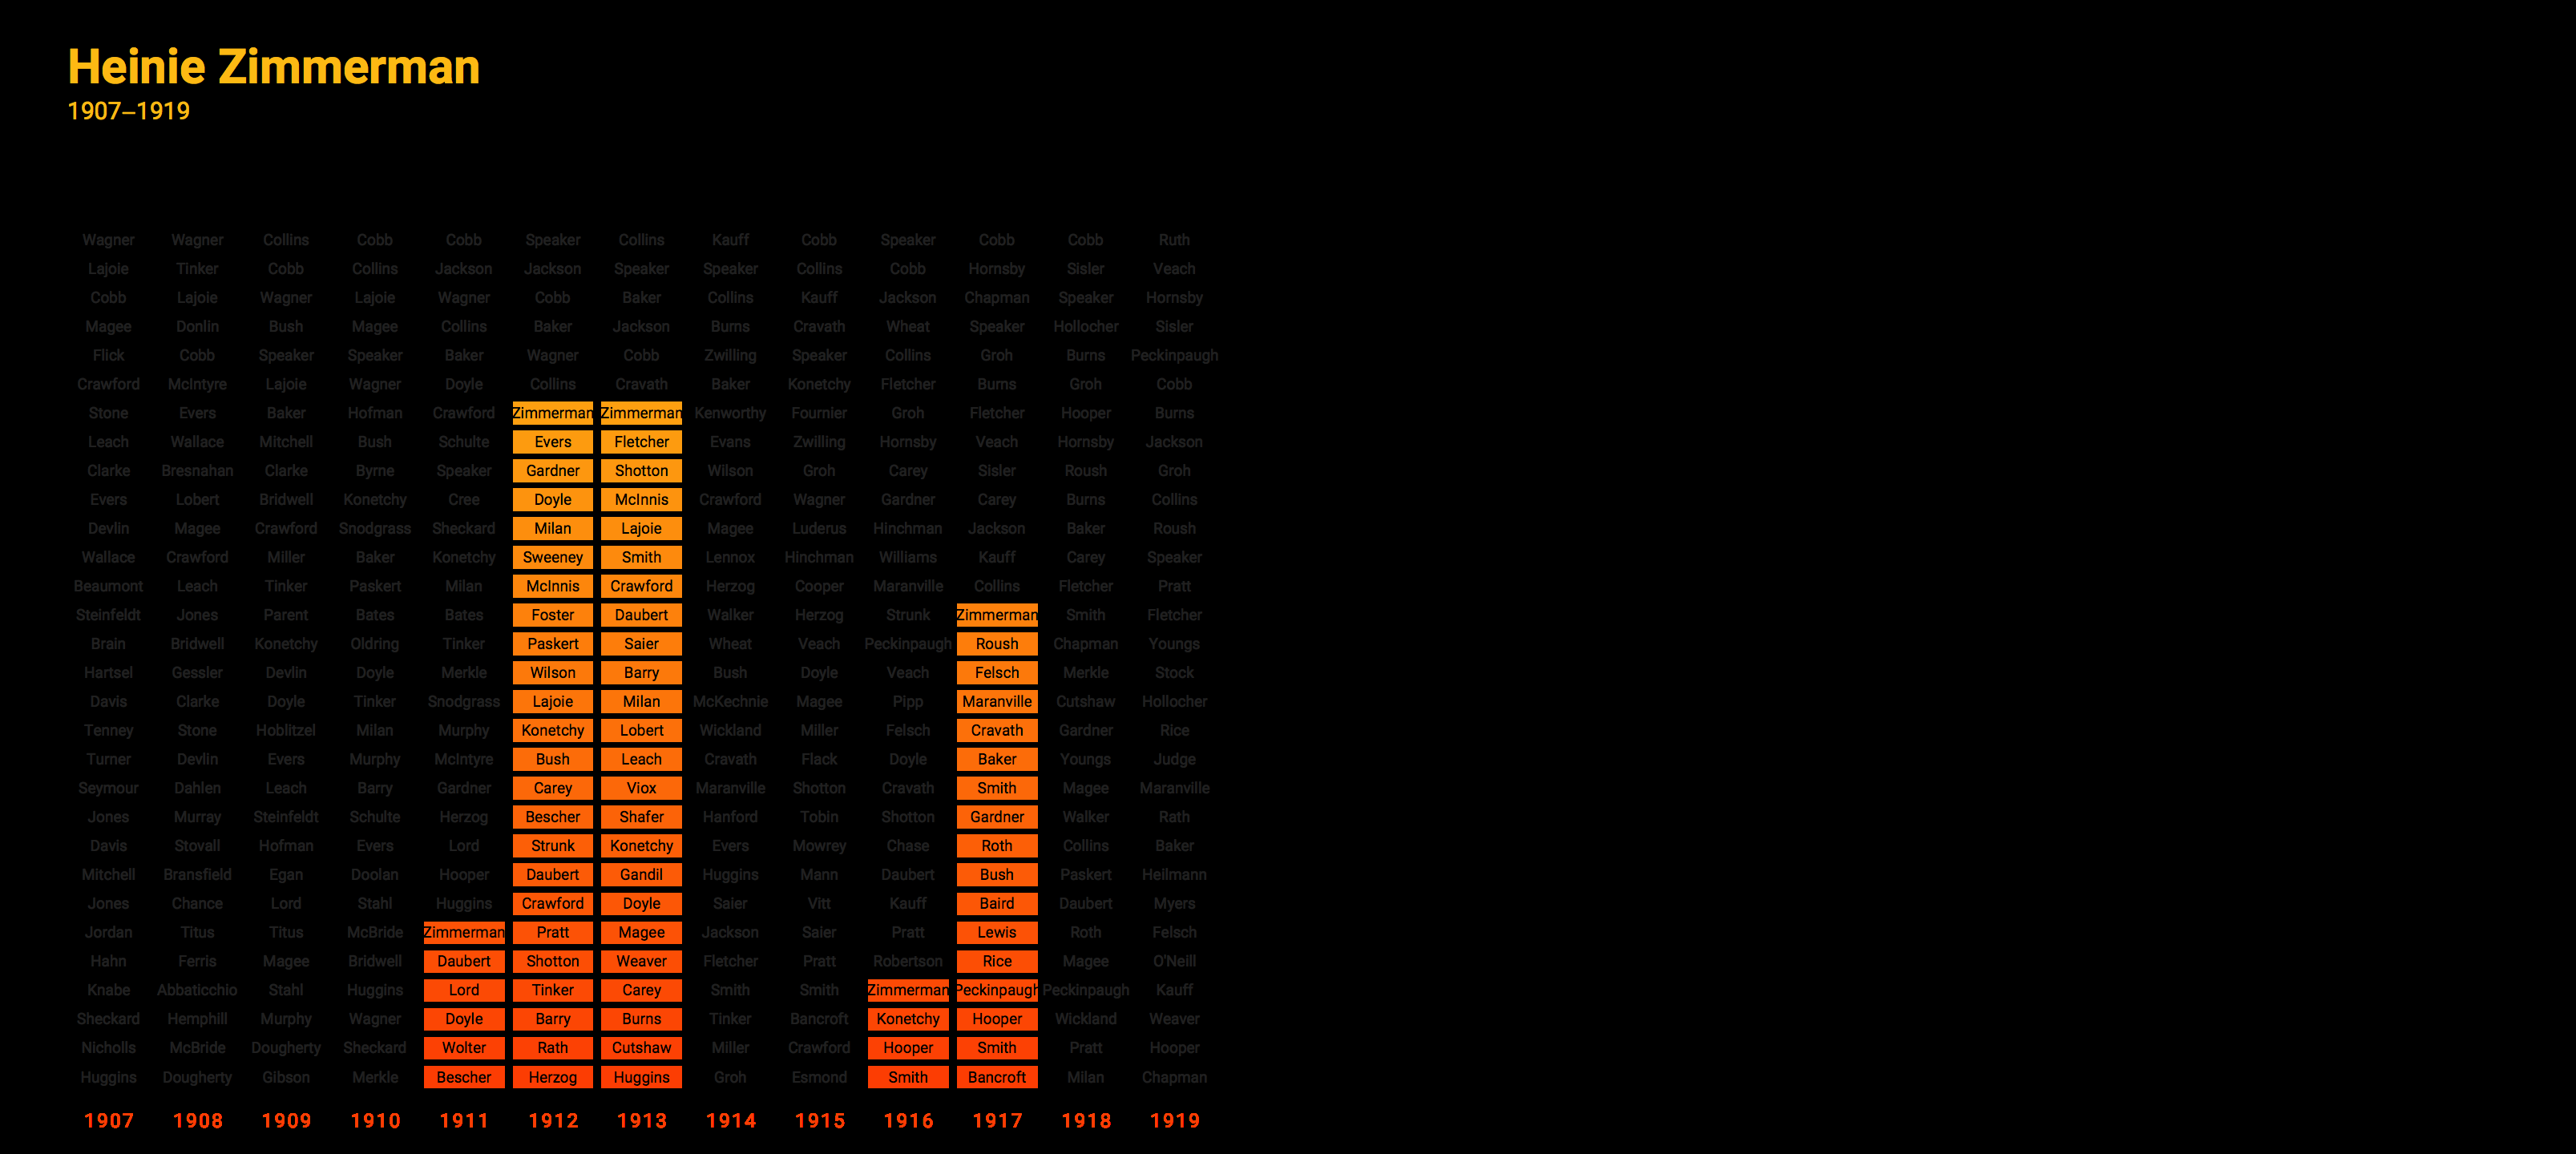 Heinie Zimmerman
1907–1919
Wagner Wagner Collins Cobb Cobb Speaker Collins Kauff Cobb Speaker Cobb Cobb Ruth
Lajoie Tinker Cobb Collins Jackson Jackson Speaker Speaker Collins Cobb Hornsby Sisler Veach
Cobb Lajoie Wagner Lajoie Wagner Cobb Baker Collins Kauff Jackson Chapman Speaker Hornsby
Magee Donlin Bush Magee Collins Baker Jackson Burns Cravath Wheat Speaker Hollocher Sisler
Flick Cobb Speaker Speaker Baker Wagner Cobb Zwilling Speaker Collins Groh Burns Peckinpaugh
Crawford McIntyre Lajoie Wagner Doyle Collins Cravath Baker Konetchy Fletcher Burns Groh Cobb
Stone Evers Baker Hofman Crawford Zimmerman Zimmerman Kenworthy Fournier Groh Fletcher Hooper Burns
Leach Wallace Mitchell Bush Schulte Evers Fletcher Evans Zwilling Hornsby Veach Hornsby Jackson
Clarke Bresnahan Clarke Byrne Speaker Gardner Shotton Wilson Groh Carey Sisler Roush Groh
Evers Lobert Bridwell Konetchy Cree Doyle McInnis Crawford Wagner Gardner Carey Burns Collins
Devlin Magee Crawford Snodgrass Sheckard Milan Lajoie Magee Luderus Hinchman Jackson Baker Roush
Wallace Crawford Miller Baker Konetchy Sweeney Smith Lennox Hinchman Williams Kauff Carey Speaker
Beaumont Leach Tinker Paskert Milan McInnis Crawford Herzog Cooper Maranville Collins Fletcher Pratt
Steinfeldt Jones Parent Bates Bates Foster Daubert Walker Herzog Strunk Zimmerman Smith Fletcher
Brain Bridwell Konetchy Oldring Tinker Paskert Saier Wheat Veach Peckinpaugh Roush Chapman Youngs
Hartsel Gessler Devlin Doyle Merkle Wilson Barry Bush Doyle Veach Felsch Merkle Stock
Davis Clarke Doyle Tinker Snodgrass Lajoie Milan McKechnie Magee Pipp Maranville Cutshaw Hollocher
Tenney Stone Hoblitzel Milan Murphy Konetchy Lobert Wickland Miller Felsch Cravath Gardner Rice
Turner Devlin Evers Murphy McIntyre Bush Leach Cravath Flack Doyle Baker Youngs Judge
Seymour Dahlen Leach Barry Gardner Carey Viox Maranville Shotton Cravath Smith Magee Maranville
Jones Murray Steinfeldt Schulte Herzog Bescher Shafer Hanford Tobin Shotton Gardner Walker Rath
Davis Stovall Hofman Evers Lord Strunk Konetchy Evers Mowrey Chase Roth Collins Baker
Mitchell Bransfield Egan Doolan Hooper Daubert Gandil Huggins Mann Daubert Bush Paskert Heilmann
Jones Chance Lord Stahl Huggins Crawford Doyle Saier Vitt Kauff Baird Daubert Myers
Jordan Titus Titus McBride Zimmerman Pratt Magee Jackson Saier Pratt Lewis Roth Felsch
Hahn Ferris Magee Bridwell Daubert Shotton Weaver Fletcher Pratt Robertson Rice Magee O'Neill
Knabe Abbaticchio Stahl Huggins Lord Tinker Carey Smith Smith Zimmerman Peckinpaugh Peckinpaugh Kauff
Sheckard Hemphill Murphy Wagner Doyle Barry Burns Tinker Bancroft Konetchy Hooper Wickland Weaver
Nicholls McBride Dougherty Sheckard Wolter Rath Cutshaw Miller Crawford Hooper Smith Pratt Hooper
Huggins Dougherty Gibson Merkle Bescher Herzog Huggins Groh Esmond Smith Bancroft Milan Chapman
1907 1908 1909 1910 1911 1912 1913 1914 1915 1916 1917 1918 1919